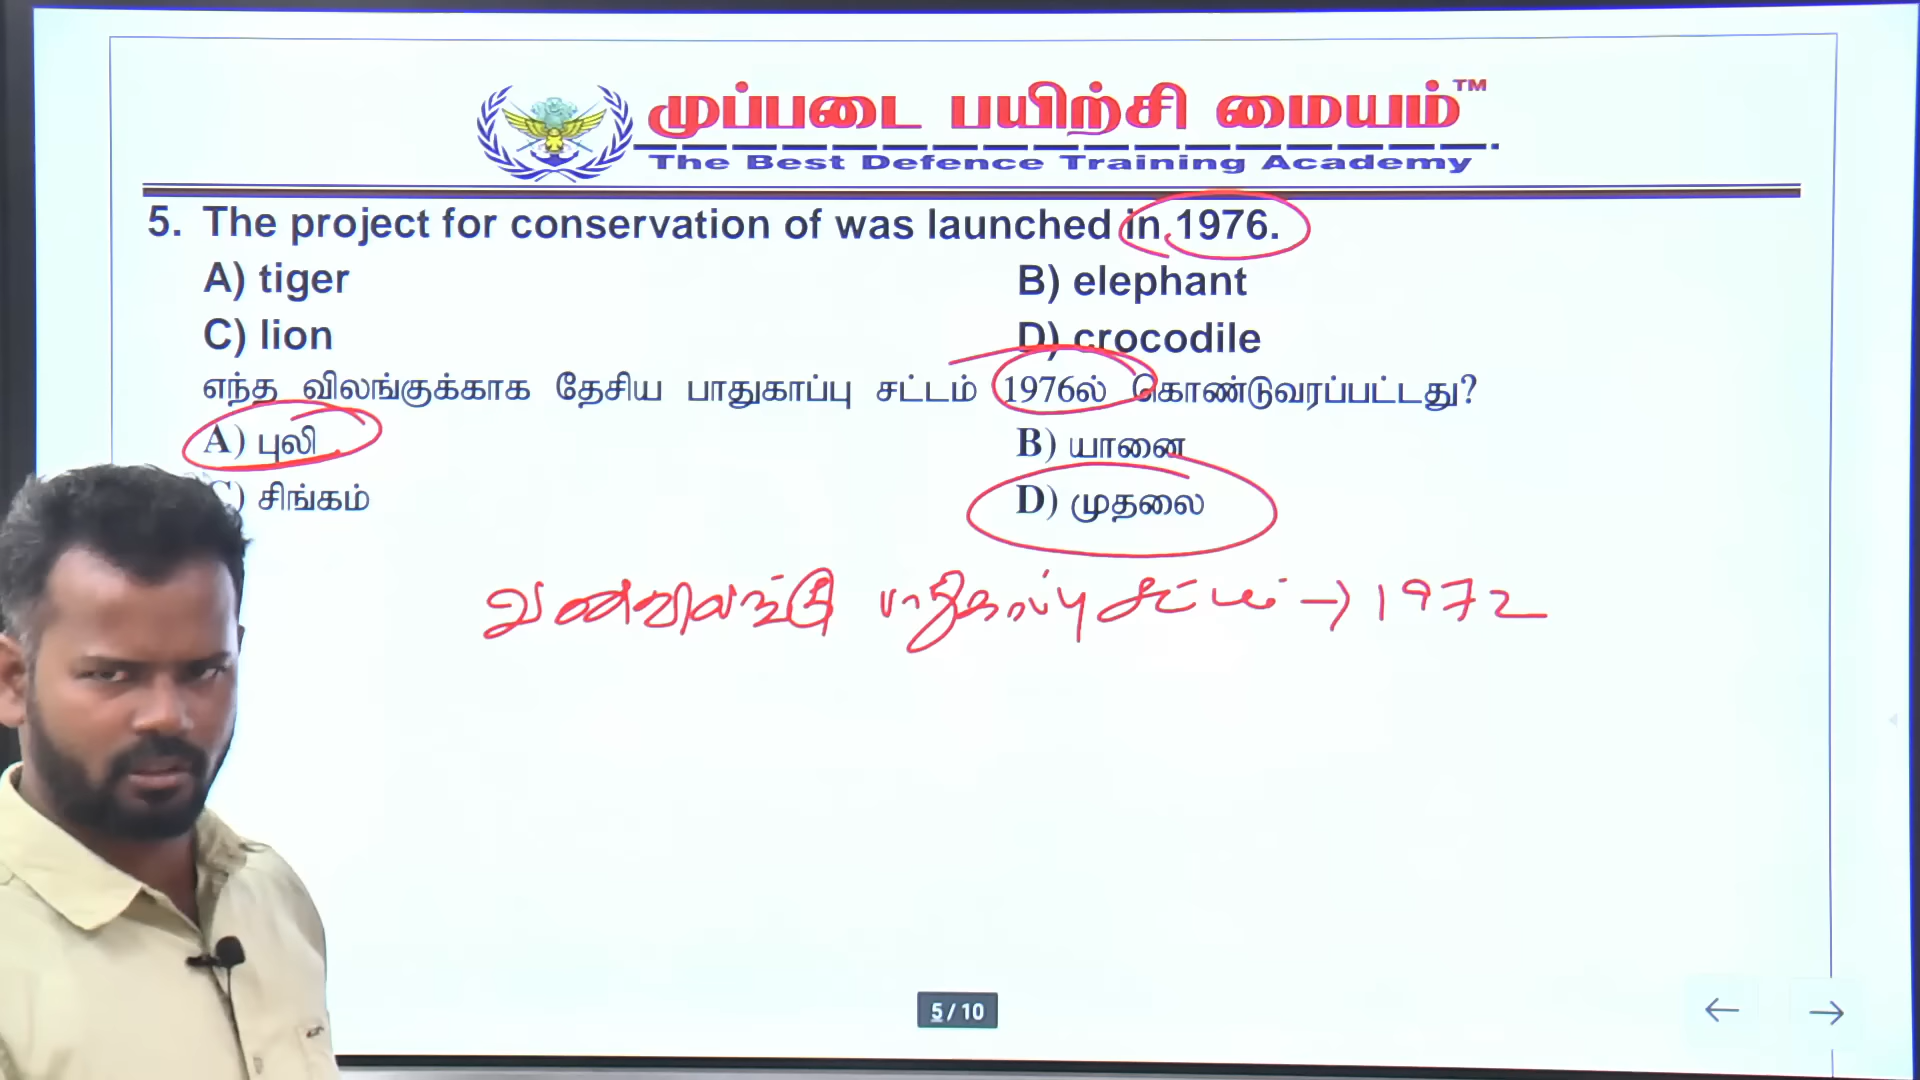 முப்படை பயிற்சி மையம்™
The Best Defence Training Academy
5. The project for conservation of was launched in 1976.
A) tiger B) elephant
C) lion D) crocodile
எந்த விலங்குக்காக தேசிய பாதுகாப்பு சட்டம் 1976ல் கொண்டுவரப்பட்டது?
A) புலி B) யானை
C) சிங்கம் D) முதலை
வனவிலங்கு பாதுகாப்பு சட்டம் → 1972
5 / 10